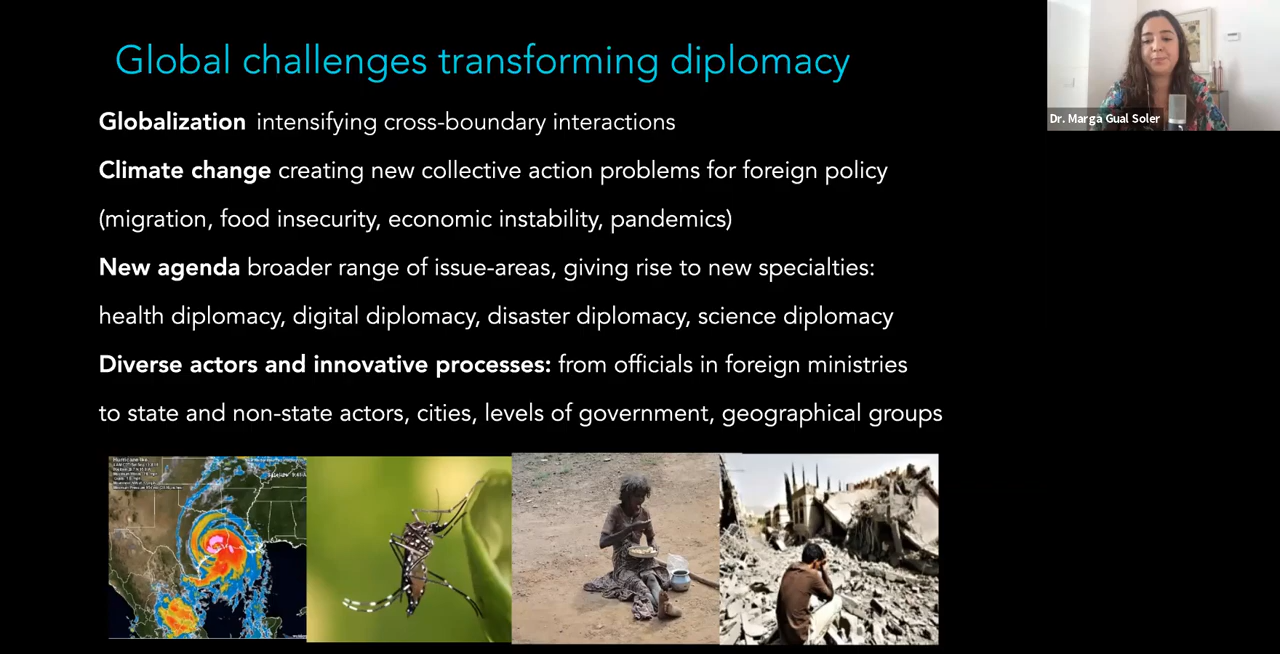 Global challenges transforming diplomacy
Globalization intensifying cross-boundary interactions
Climate change creating new collective action problems for foreign policy
(migration, food insecurity, economic instability, pandemics)
New agenda broader range of issue-areas, giving rise to new specialties:
health diplomacy, digital diplomacy, disaster diplomacy, science diplomacy
Diverse actors and innovative processes: from officials in foreign ministries
to state and non-state actors, cities, levels of government, geographical groups
Dr. Marga Gual Soler
Hurricane Ike